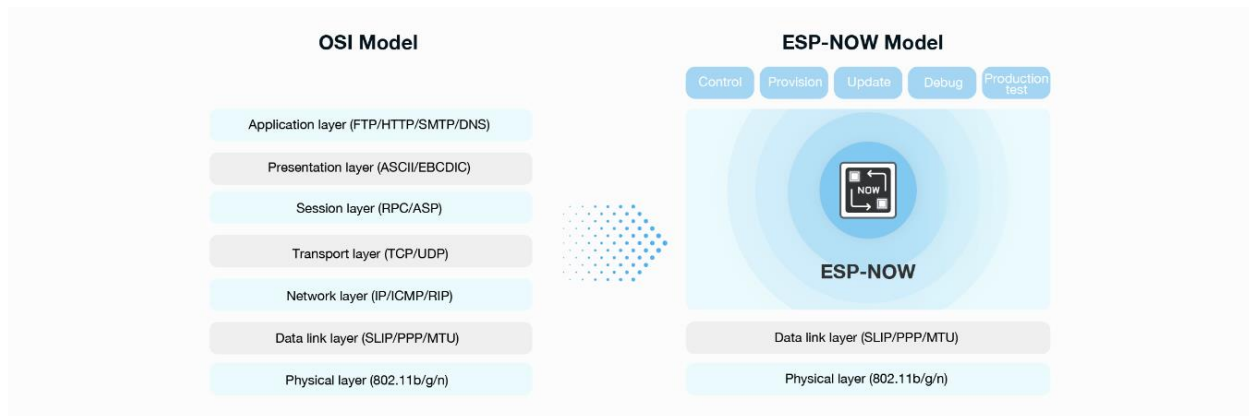 OSI Model
Application layer (FTP/HTTP/SMTP/DNS)
Presentation layer (ASCII/EBCDIC)
Session layer (RPC/ASP)
Transport layer (TCP/UDP)
Network layer (IP/ICMP/RIP)
Data link layer (SLIP/PPP/MTU)
Physical layer (802.11b/g/n)
ESP-NOW Model
Control
Provision
Update
Debug
Production
test
NOW
ESP-NOW
Data link layer (SLIP/PPP/MTU)
Physical layer (802.11b/g/n)